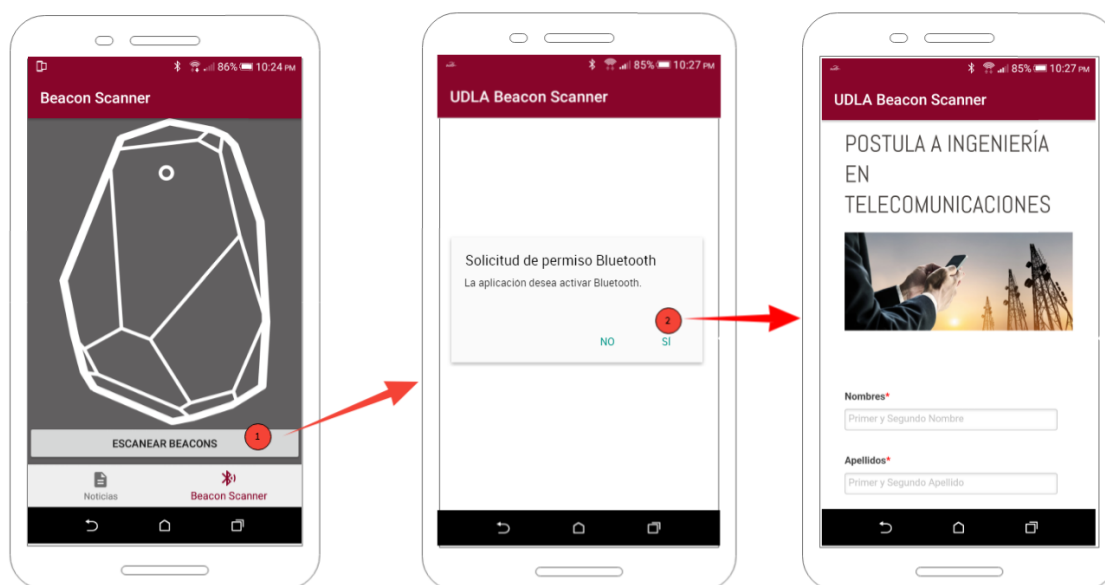 86% 10:24 PM
Beacon Scanner
ESCANEAR BEACONS
1
Noticias
Beacon Scanner
85% 10:27 PM
UDLA Beacon Scanner
Solicitud de permiso Bluetooth
La aplicación desea activar Bluetooth.
2
NO
SÍ
85% 10:27 PM
UDLA Beacon Scanner
POSTULA A INGENIERÍA
EN
TELECOMUNICACIONES
Nombres*
Primer y Segundo Nombre
Apellidos*
Primer y Segundo Apellido